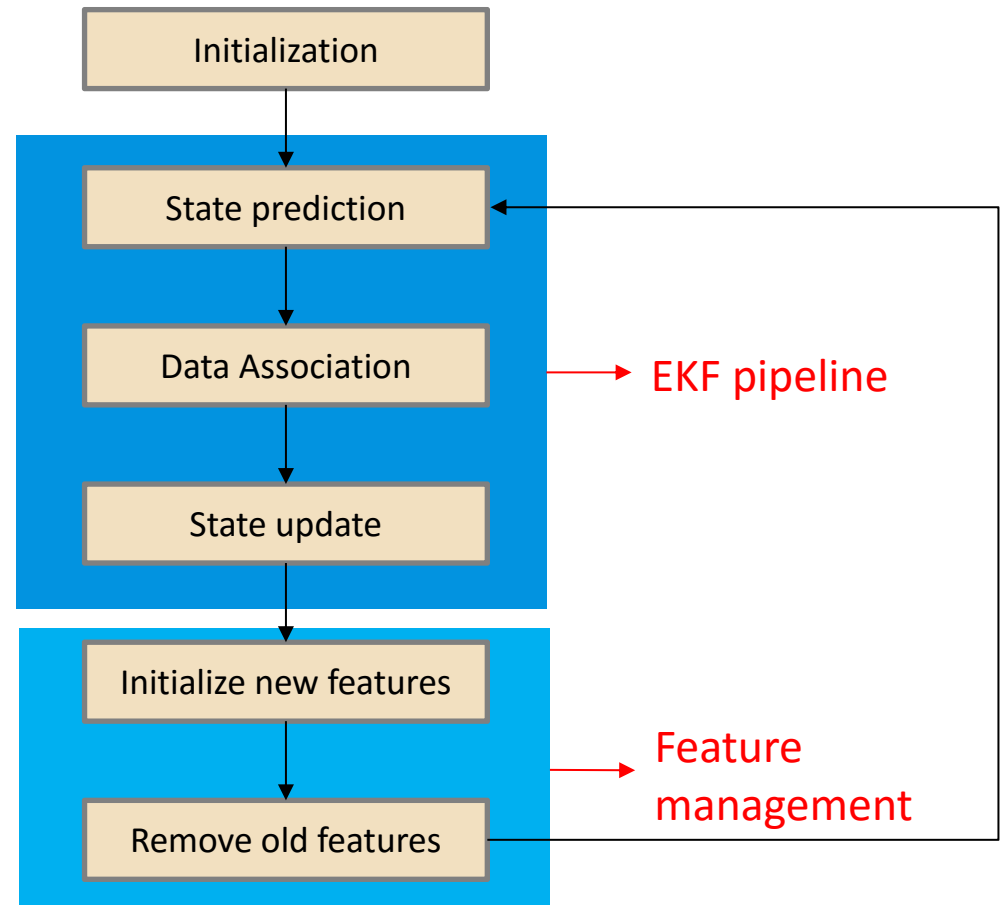 Initialization
State prediction
Data Association
EKF pipeline
State update
Initialize new features
Feature
management
Remove old features